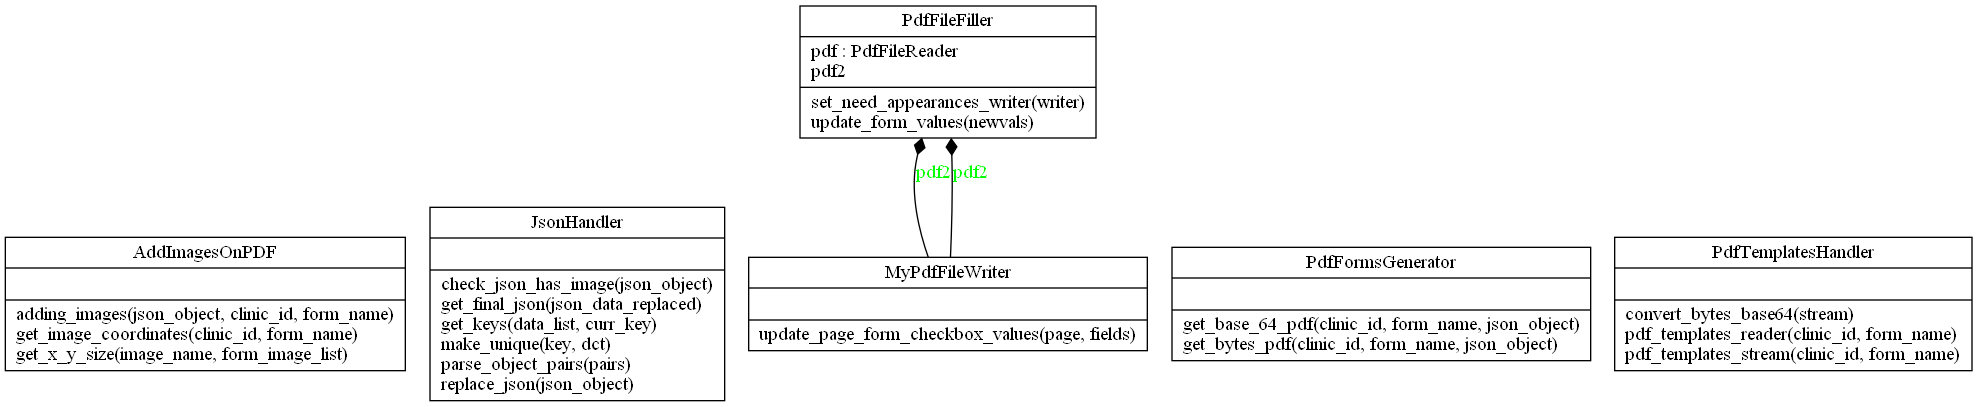 PdfFileFiller
pdf : PdfFileReader
pdf2
set_need_appearances_writer(writer)
update_form_values(newvals)
pdf2
pdf2
AddImagesOnPDF
adding_images(json_object, clinic_id, form_name)
get_image_coordinates(clinic_id, form_name)
get_x_y_size(image_name, form_image_list)
JsonHandler
check_json_has_image(json_object)
get_final_json(json_data_replaced)
get_keys(data_list, curr_key)
make_unique(key, dct)
parse_object_pairs(pairs)
replace_json(json_object)
MyPdfFileWriter
update_page_form_checkbox_values(page, fields)
PdfFormsGenerator
get_base_64_pdf(clinic_id, form_name, json_object)
get_bytes_pdf(clinic_id, form_name, json_object)
PdfTemplatesHandler
convert_bytes_base64(stream)
pdf_templates_reader(clinic_id, form_name)
pdf_templates_stream(clinic_id, form_name)